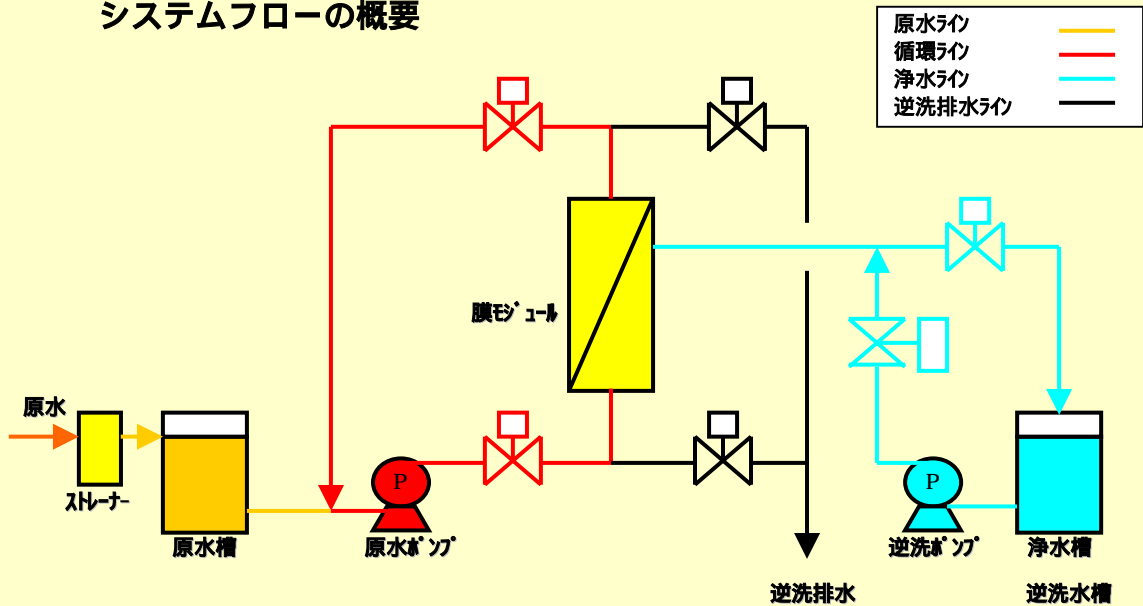 システムフローの概要
原水ライン
循環ライン
浄水ライン
逆洗排水ライン
膜ﾓｼﾞｭｰﾙ
原水
ｽﾄﾚｰﾅｰ
P
P
原水槽
原水ﾎﾟﾝﾌﾟ
逆洗ﾎﾟﾝﾌﾟ
浄水槽
逆洗排水
逆洗水槽